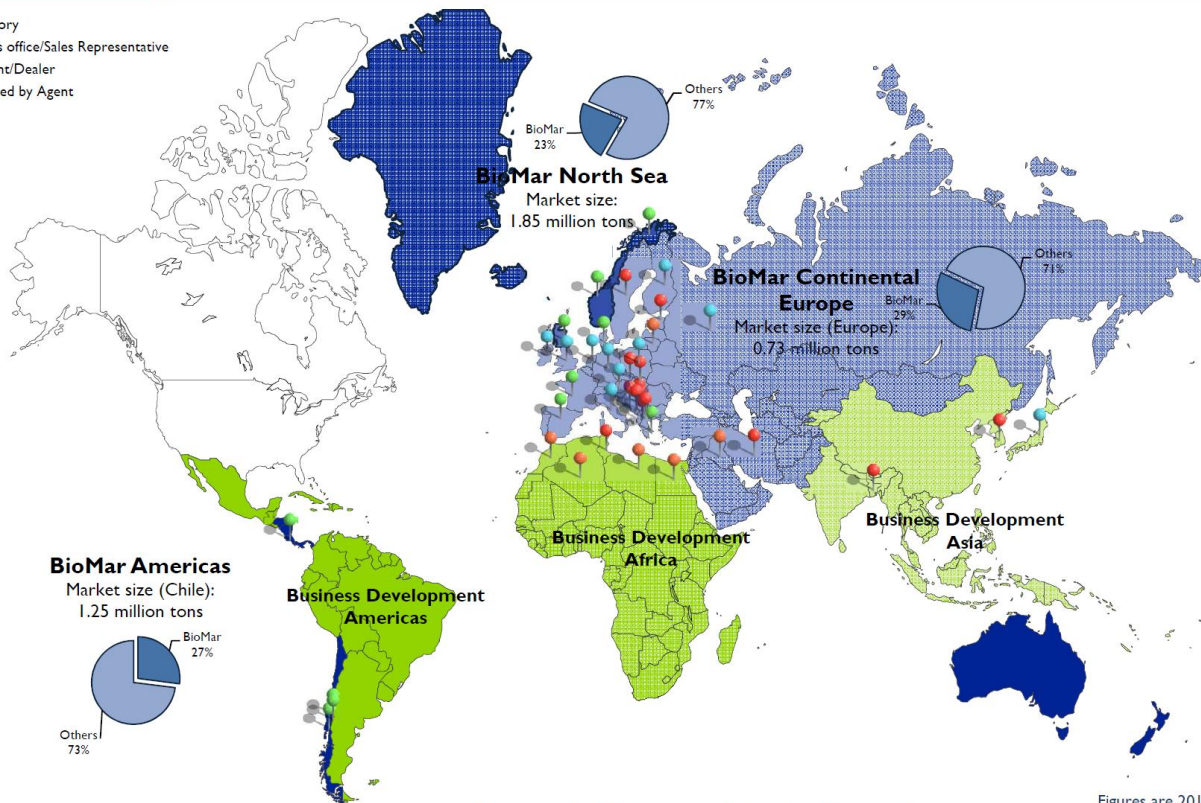 ory
s office/Sales Representative
nt/Dealer
ed by Agent
Others
77%
BioMar
23%
BioMar North Sea
Market size:
1.85 million tons
Others
71%
BioMar
29%
BioMar Continental
Europe
Market size (Europe):
0.73 million tons
Business Development
Africa
Business Development
Asia
BioMar Americas
Market size (Chile):
1.25 million tons
BioMar
27%
Others
73%
Business Development
Americas
Figures are 201